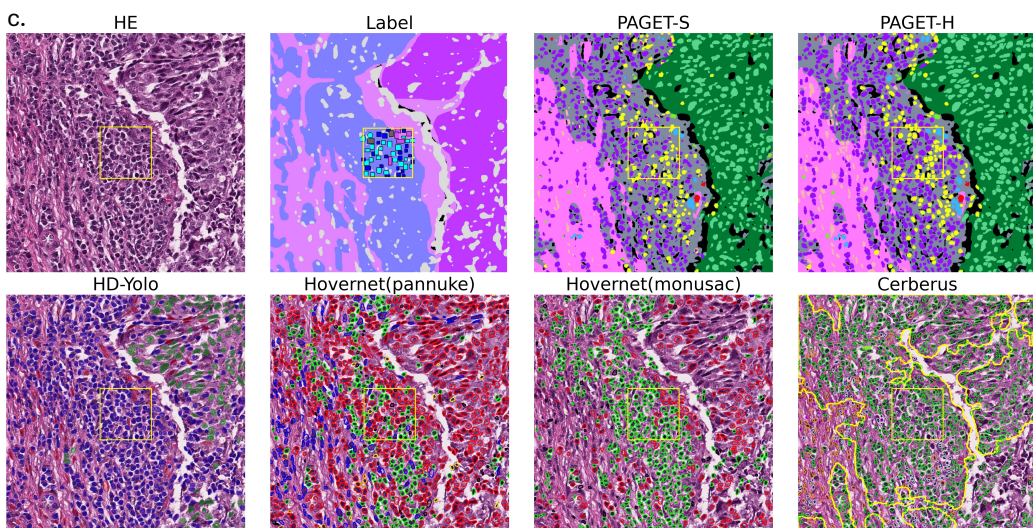 c.
HE Label PAGET-S PAGET-H
HD-Yolo Hovernet(pannuke) Hovernet(monusac) Cerberus